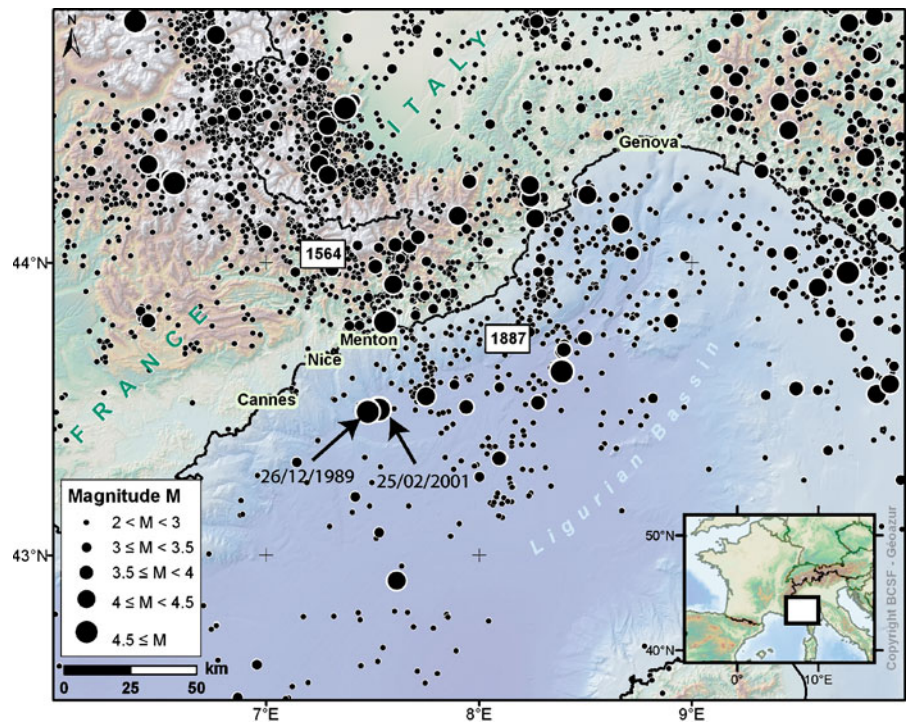 N
ITALY
Genova
44°N
1564
1887
FRANCE
Menton
Nice
Cannes
26/12/1989
25/02/2001
Ligurian Basin
Magnitude M
2 < M < 3
3 ≤ M < 3.5
3.5 ≤ M < 4
4 ≤ M < 4.5
4.5 ≤ M
km
0 25 50
43°N
50°N
40°N
0° 10°E
Copyright BCSF - Géoazur
7°E 8°E 9°E